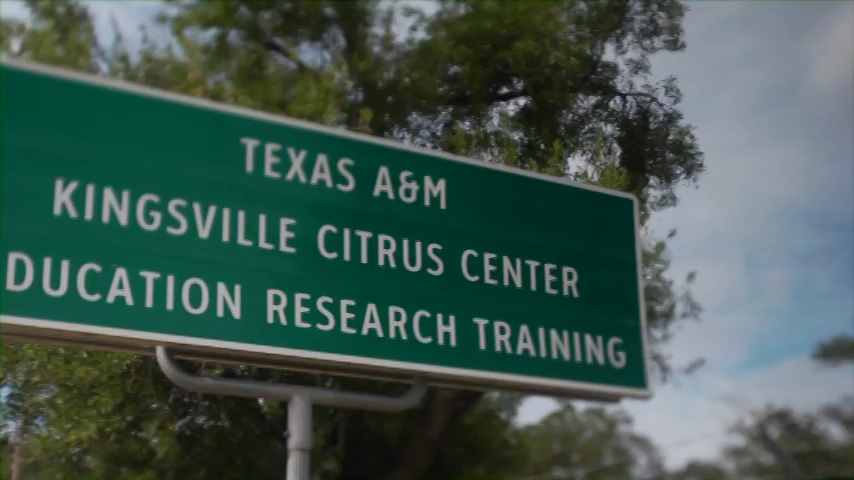 TEXAS A&M
KINGSVILLE CITRUS CENTER
DUCATION RESEARCH TRAINING